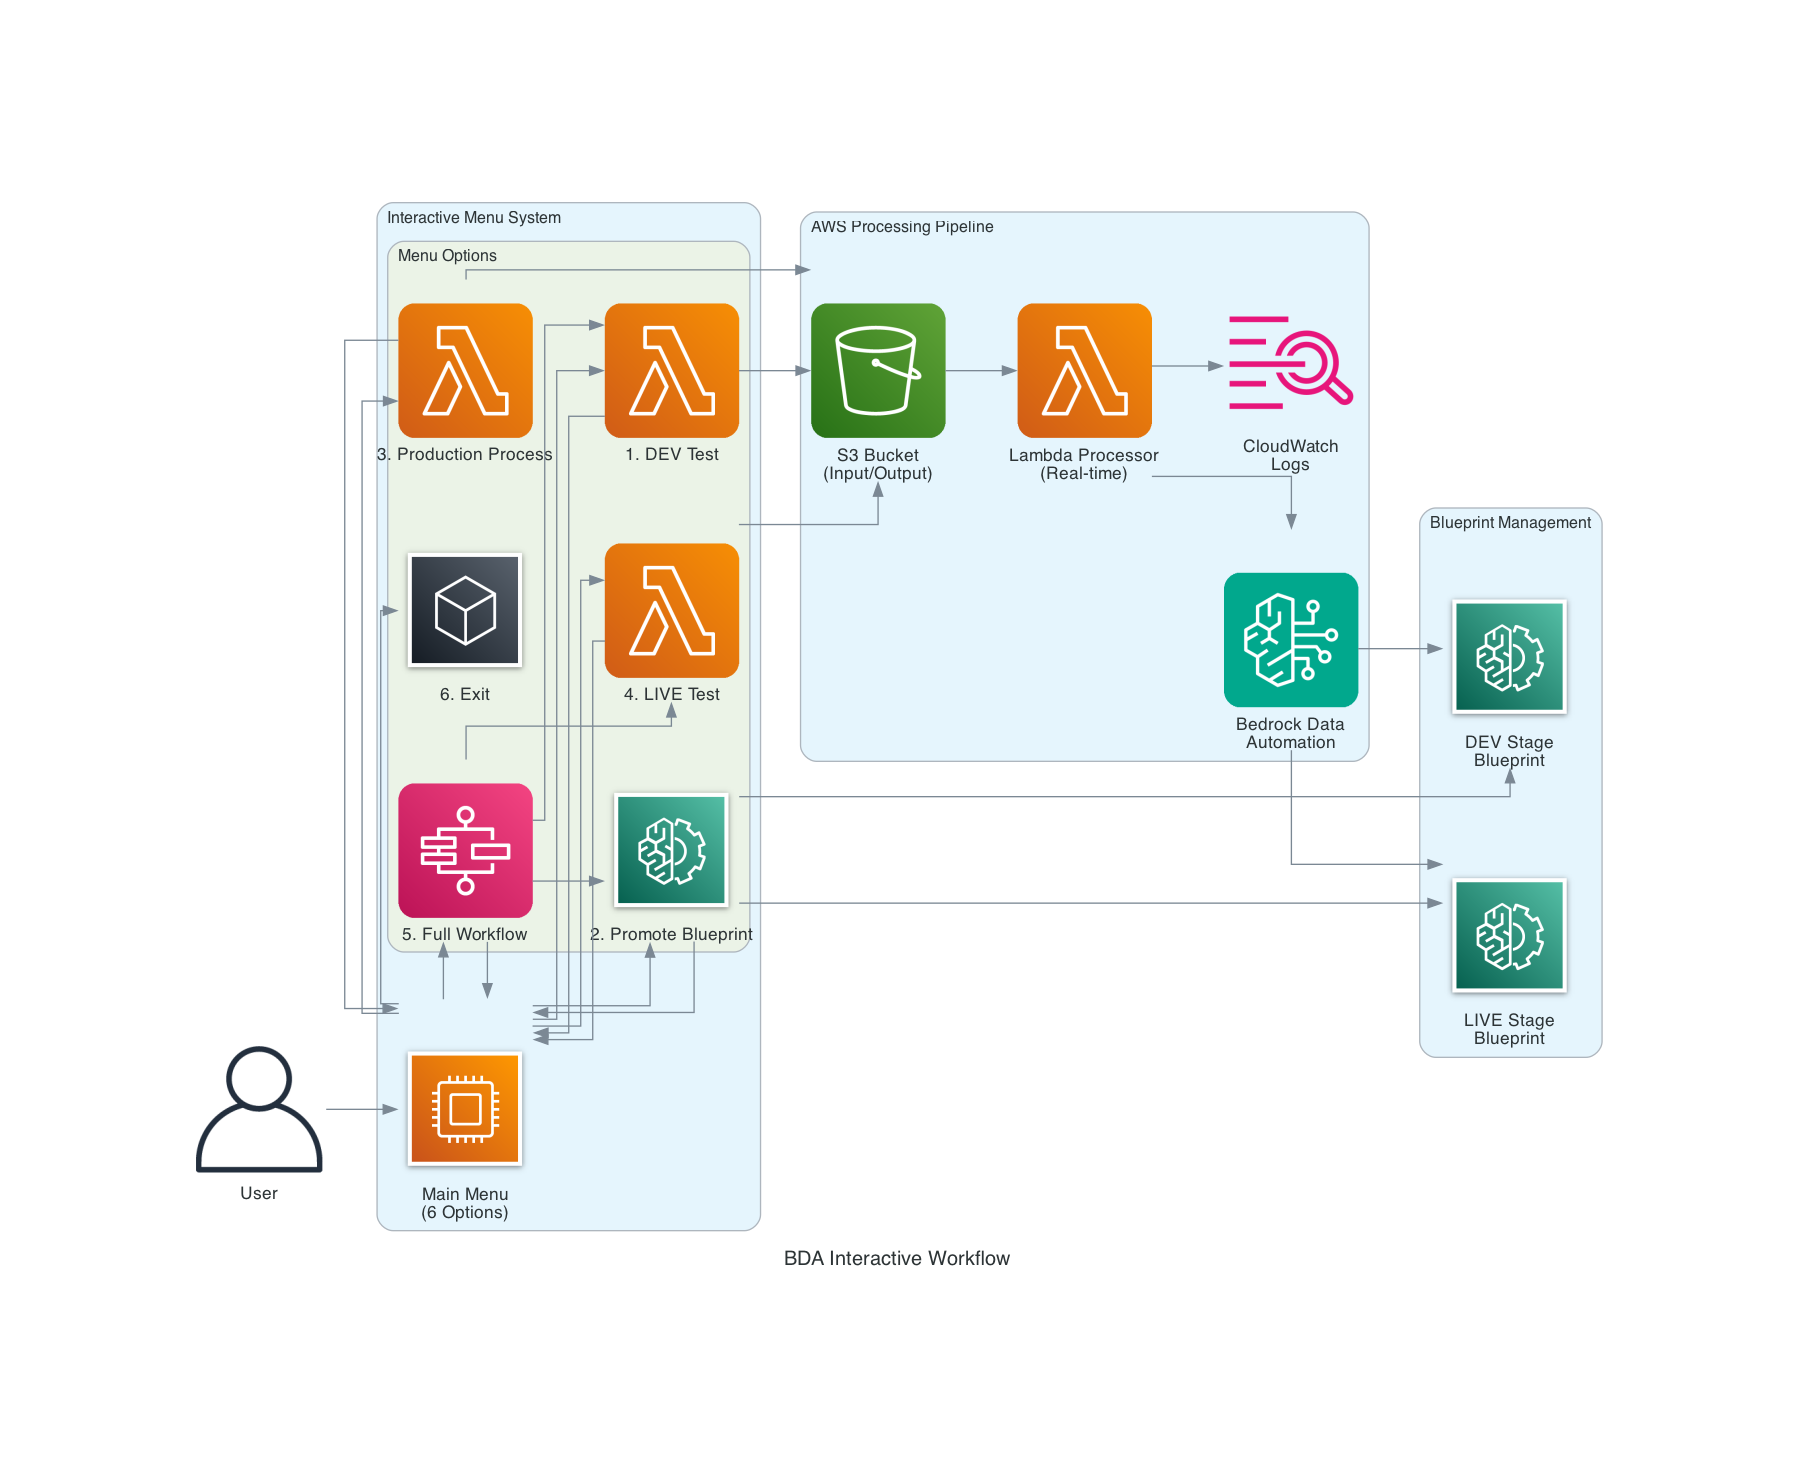 Interactive Menu System
Menu Options
3. Production Process
1. DEV Test
6. Exit
4. LIVE Test
5. Full Workflow
2. Promote Blueprint
Main Menu
(6 Options)
User
AWS Processing Pipeline
S3 Bucket
(Input/Output)
Lambda Processor
(Real-time)
CloudWatch
Logs
Bedrock Data
Automation
Blueprint Management
DEV Stage
Blueprint
LIVE Stage
Blueprint
BDA Interactive Workflow